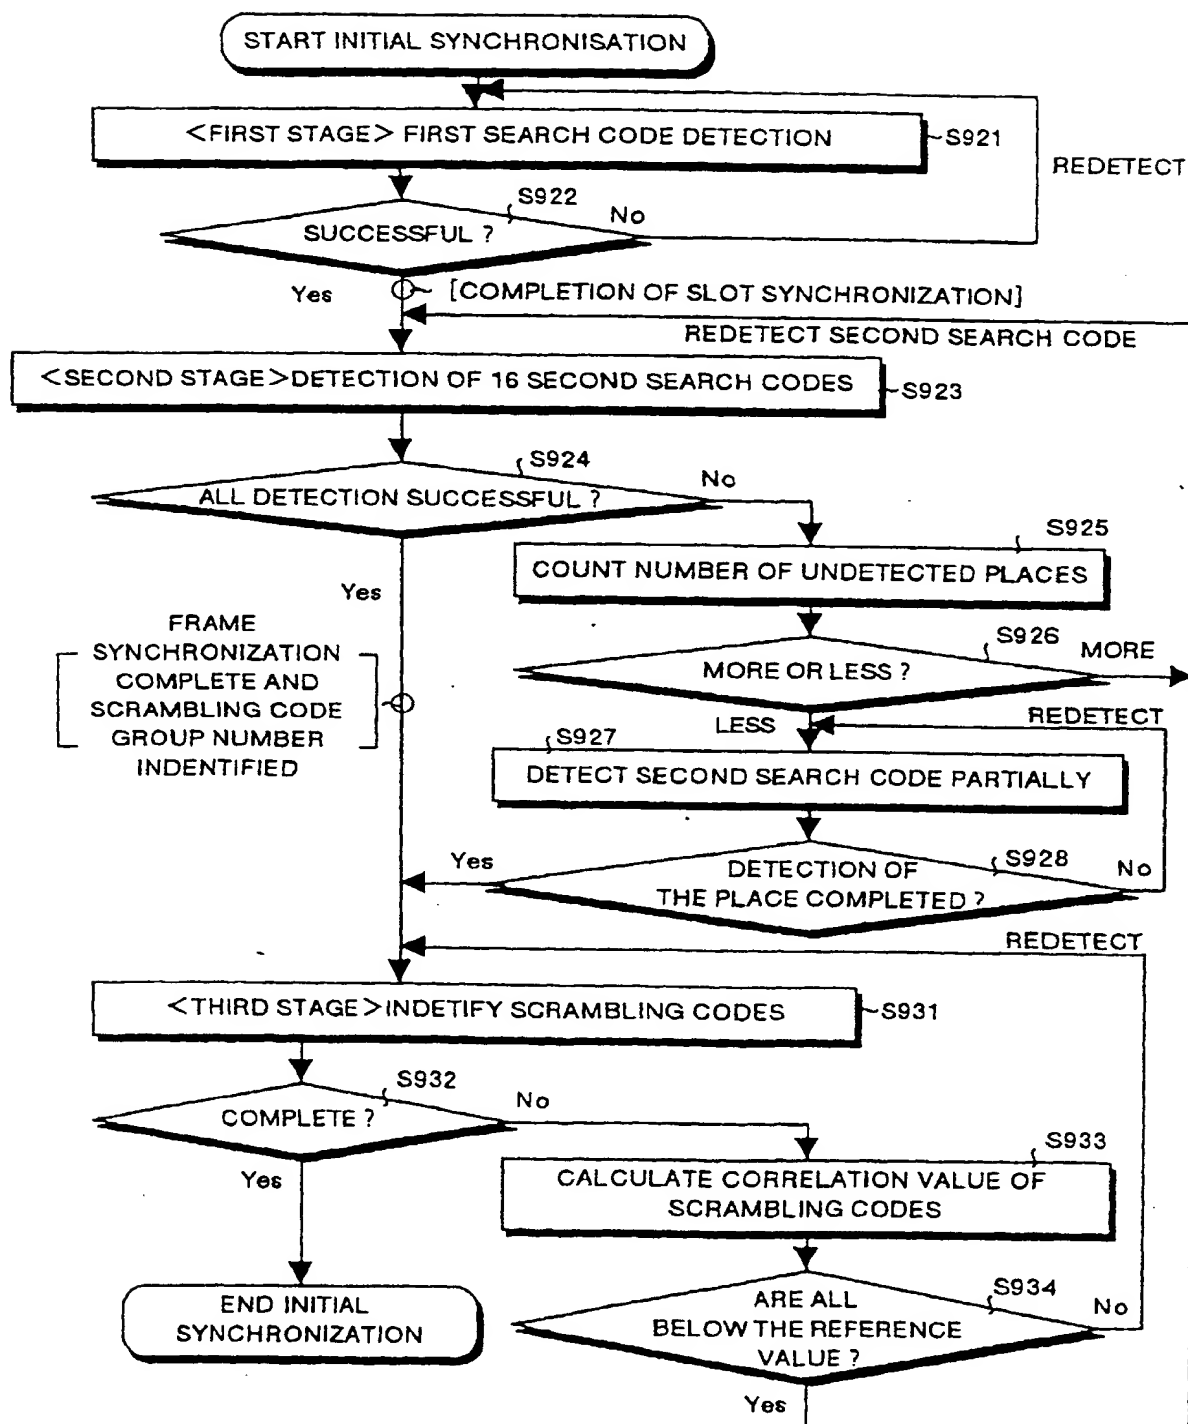 START INITIAL SYNCHRONISATION
<FIRST STAGE> FIRST SEARCH CODE DETECTION
S921
REDETECT
S922
SUCCESSFUL ?
No
Yes
[COMPLETION OF SLOT SYNCHRONIZATION]
REDETECT SECOND SEARCH CODE
<SECOND STAGE>DETECTION OF 16 SECOND SEARCH CODES
S923
S924
ALL DETECTION SUCCESSFUL ?
No
Yes
S925
COUNT NUMBER OF UNDETECTED PLACES
FRAME
SYNCHRONIZATION
COMPLETE AND
SCRAMBLING CODE
GROUP NUMBER
INDENTIFIED
S926
MORE OR LESS ?
MORE
LESS
REDETECT
S927
DETECT SECOND SEARCH CODE PARTIALLY
S928
DETECTION OF
THE PLACE COMPLETED ?
Yes
No
REDETECT
<THIRD STAGE>INDETIFY SCRAMBLING CODES
S931
S932
COMPLETE ?
No
Yes
S933
CALCULATE CORRELATION VALUE OF
SCRAMBLING CODES
S934
ARE ALL
BELOW THE REFERENCE
VALUE ?
No
Yes
END INITIAL
SYNCHRONIZATION